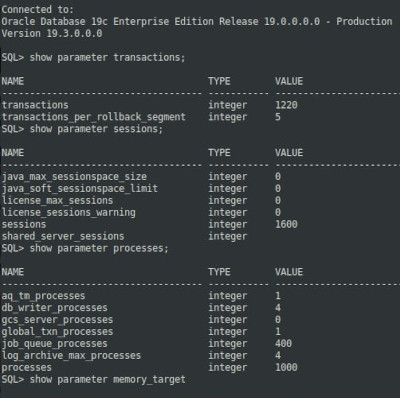 Connected to:
Oracle Database 19c Enterprise Edition Release 19.0.0.0.0 - Production
Version 19.3.0.0.0
SQL> show parameter transactions;
NAME TYPE VALUE
------------------------------------ ----------- ------------------------------
transactions integer 1220
transactions_per_rollback_segment integer 5
SQL> show parameter sessions;
NAME TYPE VALUE
------------------------------------ ----------- ------------------------------
java_max_sessionspace_size integer 0
java_soft_sessionspace_limit integer 0
license_max_sessions integer 0
license_sessions_warning integer 0
sessions integer 1600
shared_server_sessions integer
SQL> show parameter processes;
NAME TYPE VALUE
------------------------------------ ----------- ------------------------------
aq_tm_processes integer 1
db_writer_processes integer 4
gcs_server_processes integer 0
global_txn_processes integer 1
job_queue_processes integer 400
log_archive_max_processes integer 4
processes integer 1000
SQL> show parameter memory_target